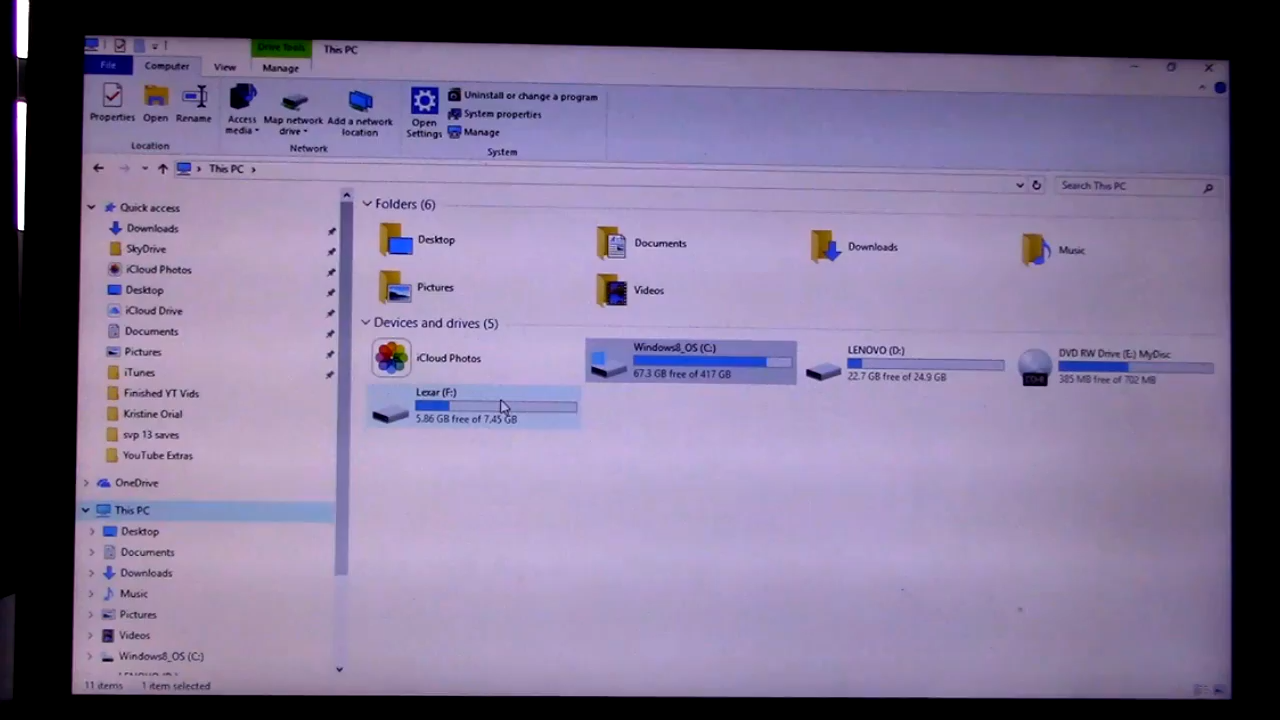 Drive Tools This PC
File Computer View Manage
Properties Open Rename
Access media Map network drive Add a network location
Open Settings
Uninstall or change a program
System properties
Manage
Location Network System
This PC
Search This PC
Quick access
Downloads
SkyDrive
iCloud Photos
Desktop
iCloud Drive
Documents
Pictures
iTunes
Finished YT Vids
Kristine Orial
svp 13 saves
YouTube Extras
OneDrive
This PC
Desktop
Documents
Downloads
Music
Pictures
Videos
Windows8_OS (C:)
Folders (6)
Desktop Documents Downloads Music
Pictures Videos
Devices and drives (5)
iCloud Photos
Windows8_OS (C:)
67.3 GB free of 417 GB
LENOVO (D:)
22.7 GB free of 24.9 GB
DVD RW Drive (E:) MyDisc
385 MB free of 702 MB
Lexar (F:)
5.86 GB free of 7.45 GB
11 items 1 item selected